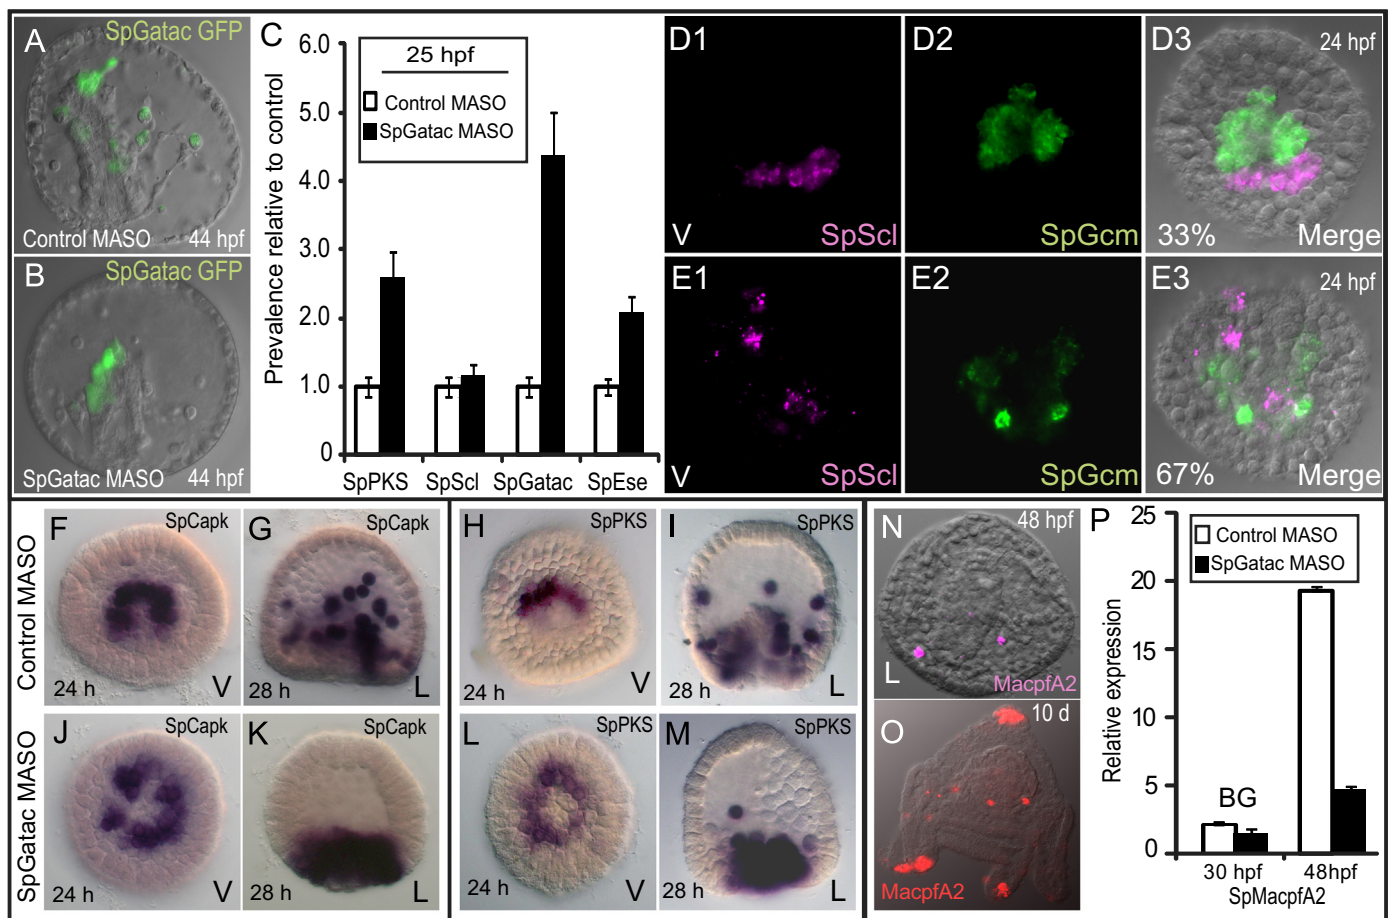 A
SpGatac GFP
Control MASO
44 hpf
B
SpGatac GFP
SpGatac MASO
44 hpf
C
Prevalence relative to control
6.0
5.0
4.0
3.0
2.0
1.0
0
25 hpf
Control MASO
SpGatac MASO
SpPKS
SpScl
SpGatac
SpEse
D1
V
SpScl
D2
SpGcm
D3
24 hpf
33%
Merge
E1
V
SpScl
E2
SpGcm
E3
24 hpf
67%
Merge
Control MASO
F
SpCapk
24 h
V
G
SpCapk
28 h
L
H
SpPKS
24 h
V
I
SpPKS
28 h
L
SpGatac MASO
J
SpCapk
24 h
V
K
SpCapk
28 h
L
L
SpPKS
24 h
V
M
SpPKS
28 h
L
N
48 hpf
L
MacpfA2
O
10 d
MacpfA2
P
Relative expression
25
20
15
10
5
0
Control MASO
SpGatac MASO
BG
30 hpf
48hpf
SpMacpfA2